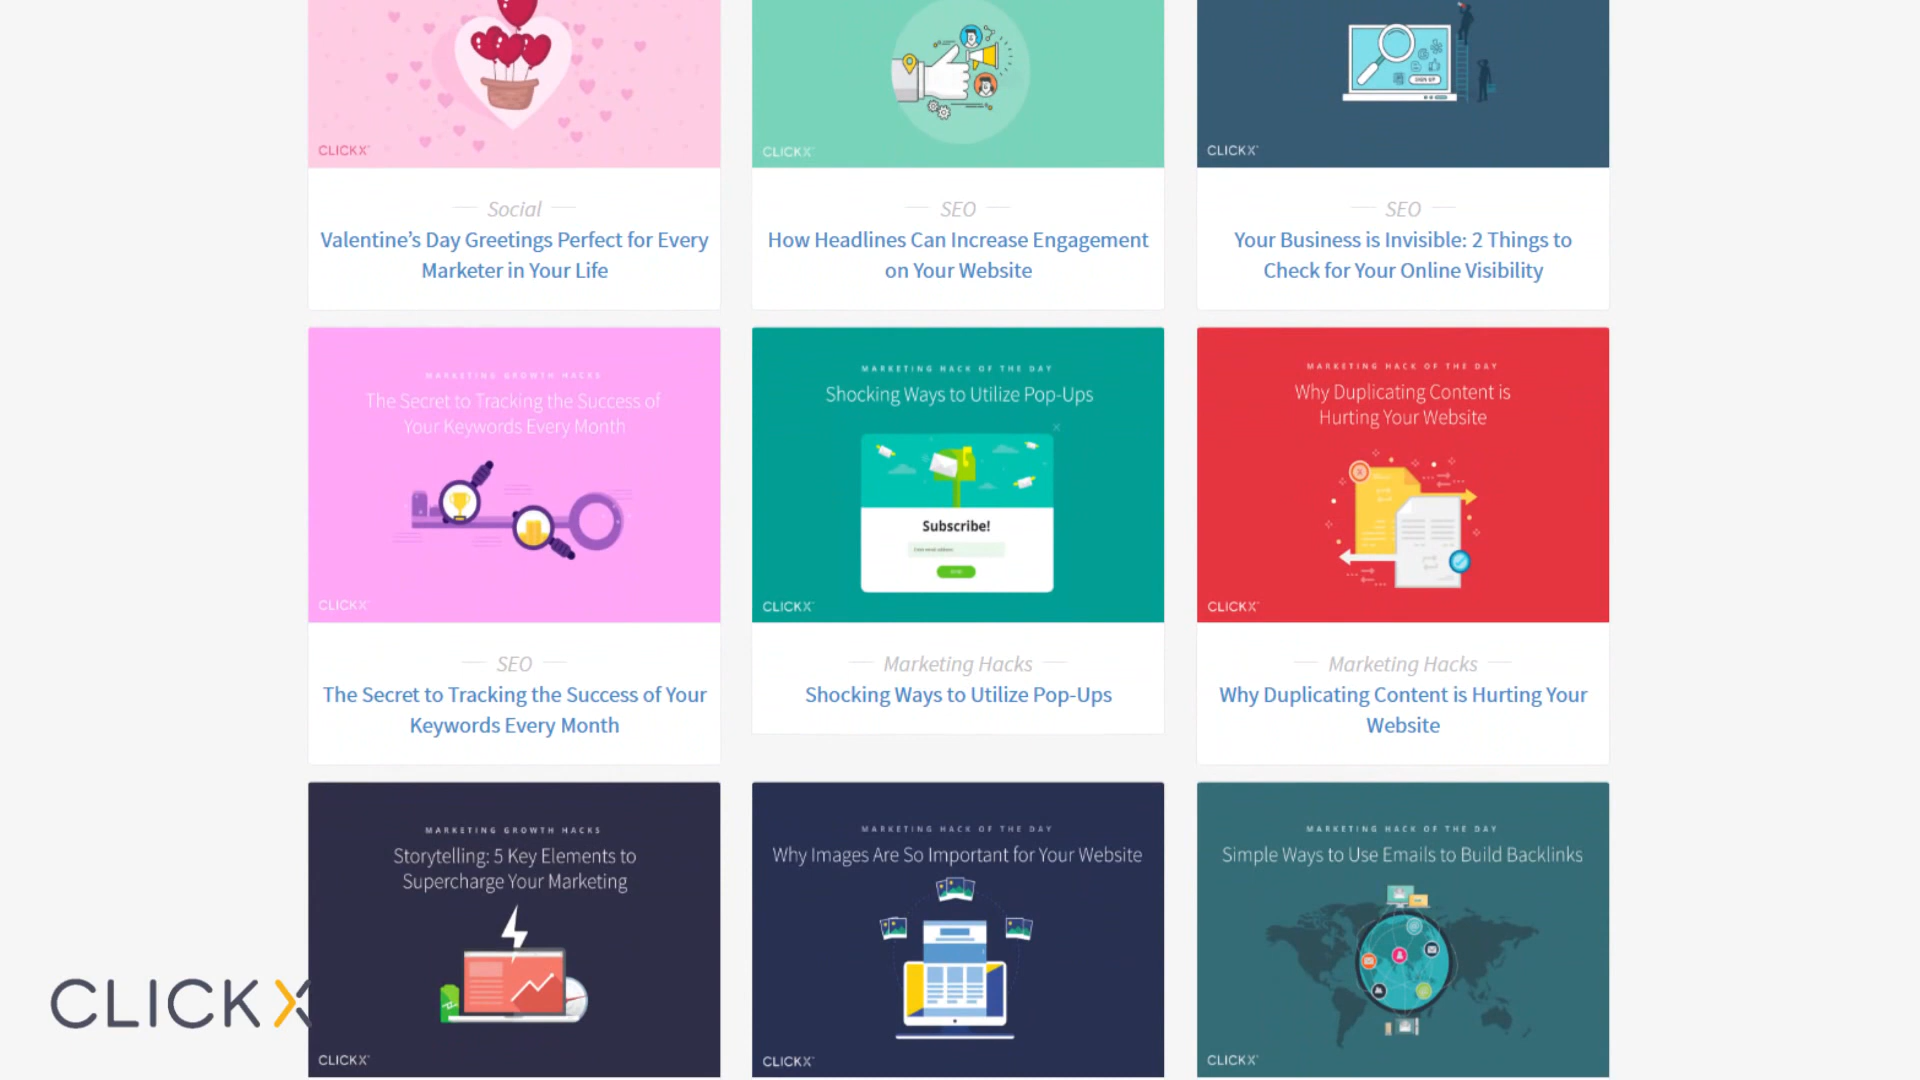 SIGN UP
CLICKX
CLICKX
CLICKX
Social
SEO
SEO
Valentine's Day Greetings Perfect for Every
Marketer in Your Life
How Headlines Can Increase Engagement
on Your Website
Your Business is Invisible: 2 Things to
Check for Your Online Visibility
MARKETING GROWTH HACKS
The Secret to Tracking the Success of
Your Keywords Every Month
CLICKX
MARKETING HACK OF THE DAY
Shocking Ways to Utilize Pop-Ups
Subscribe!
Enter email address
CLICKX
MARKETING HACK OF THE DAY
Why Duplicating Content is
Hurting Your Website
CLICKX
SEO
The Secret to Tracking the Success of Your
Keywords Every Month
Marketing Hacks
Shocking Ways to Utilize Pop-Ups
Marketing Hacks
Why Duplicating Content is Hurting Your
Website
MARKETING GROWTH HACKS
Storytelling: 5 Key Elements to
Supercharge Your Marketing
CLICKX
MARKETING HACK OF THE DAY
Why Images Are So Important for Your Website
CLICKX
MARKETING HACK OF THE DAY
Simple Ways to Use Emails to Build Backlinks
CLICKX
CLICKX